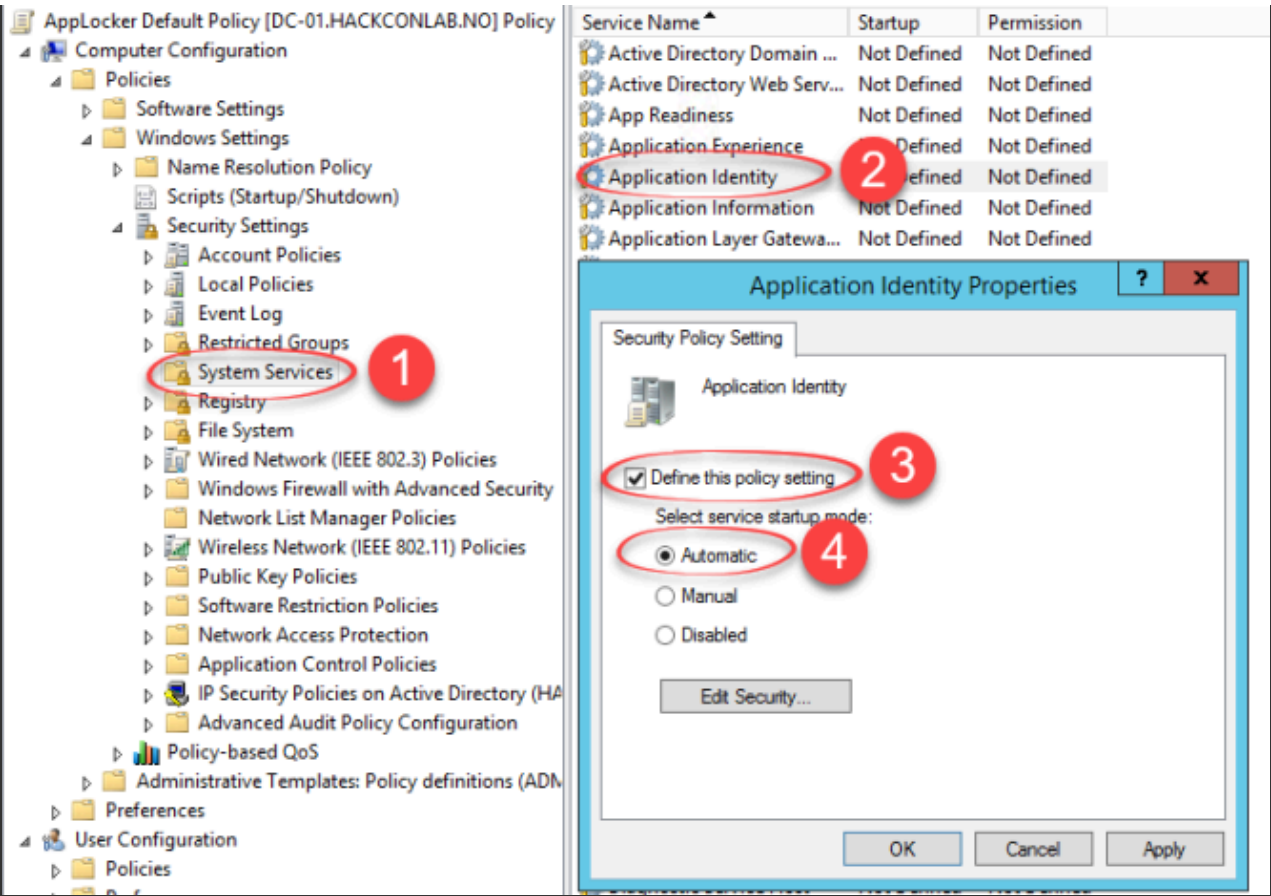 AppLocker Default Policy [DC-01.HACKCONLAB.NO] Policy
Computer Configuration
Policies
Software Settings
Windows Settings
Name Resolution Policy
Scripts (Startup/Shutdown)
Security Settings
Account Policies
Local Policies
Event Log
Restricted Groups
System Services
1
Registry
File System
Wired Network (IEEE 802.3) Policies
Windows Firewall with Advanced Security
Network List Manager Policies
Wireless Network (IEEE 802.11) Policies
Public Key Policies
Software Restriction Policies
Network Access Protection
Application Control Policies
IP Security Policies on Active Directory (HA
Advanced Audit Policy Configuration
Policy-based QoS
Administrative Templates: Policy definitions (ADM
Preferences
User Configuration
Policies
Service Name Startup Permission
Active Directory Domain ... Not Defined Not Defined
Active Directory Web Serv... Not Defined Not Defined
App Readiness Not Defined Not Defined
Application Experience Defined Not Defined
Application Identity 2 efined Not Defined
Application Information Not Defined Not Defined
Application Layer Gatewa... Not Defined Not Defined
Application Identity Properties ? x
Security Policy Setting
Application Identity
Define this policy setting 3
Select service startup mode:
Automatic 4
Manual
Disabled
Edit Security...
OK Cancel Apply